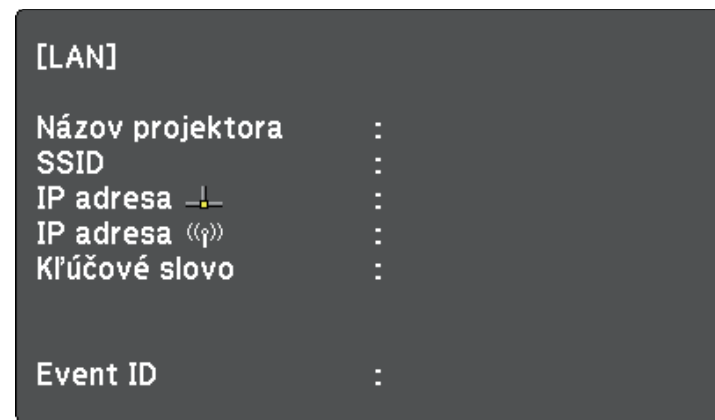 [LAN]
Názov projektora :
SSID :
IP adresa :
IP adresa :
Kľúčové slovo :
Event ID :